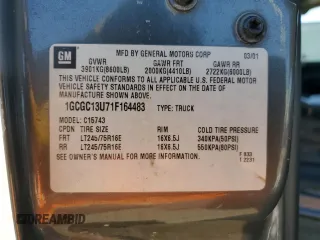 GM
MFD BY GENERAL MOTORS CORP 03/01
GVWR GAWR FRT GAWR RR
3901KG(8600LB) 2000KG(4410LB) 2722KG(6000LB)
THIS VEHICLE CONFORMS TO ALL APPLICABLE U.S. FEDERAL MOTOR
VEHICLE SAFETY STANDARDS IN EFFECT ON THE DATE OF
MANUFACTURE SHOWN ABOVE.
1GCGC13U71F164483 TYPE: TRUCK
MODEL: C15743
CPDN TIRE SIZE RIM COLD TIRE PRESSURE
FRT LT245/75R16E 16X6.5J 340KPA(50PSI)
RR LT245/75R16E 16X6.5J 550KPA(80PSI)
SEE OWNER'S MANUAL FOR MORE INFORMATION.
AMERIBID